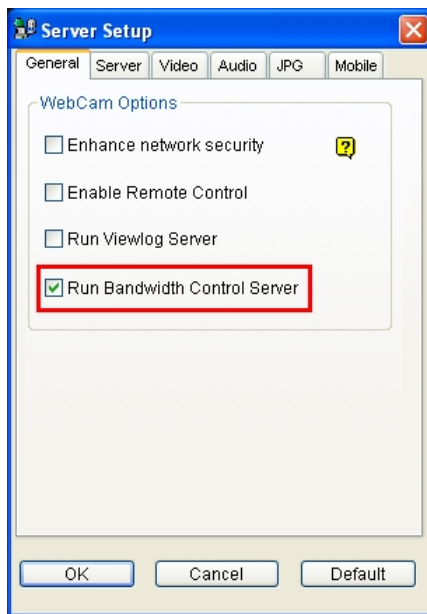 Server Setup
General Server Video Audio JPG Mobile
WebCam Options
Enhance network security
?
Enable Remote Control
Run Viewlog Server
Run Bandwidth Control Server
OK Cancel Default